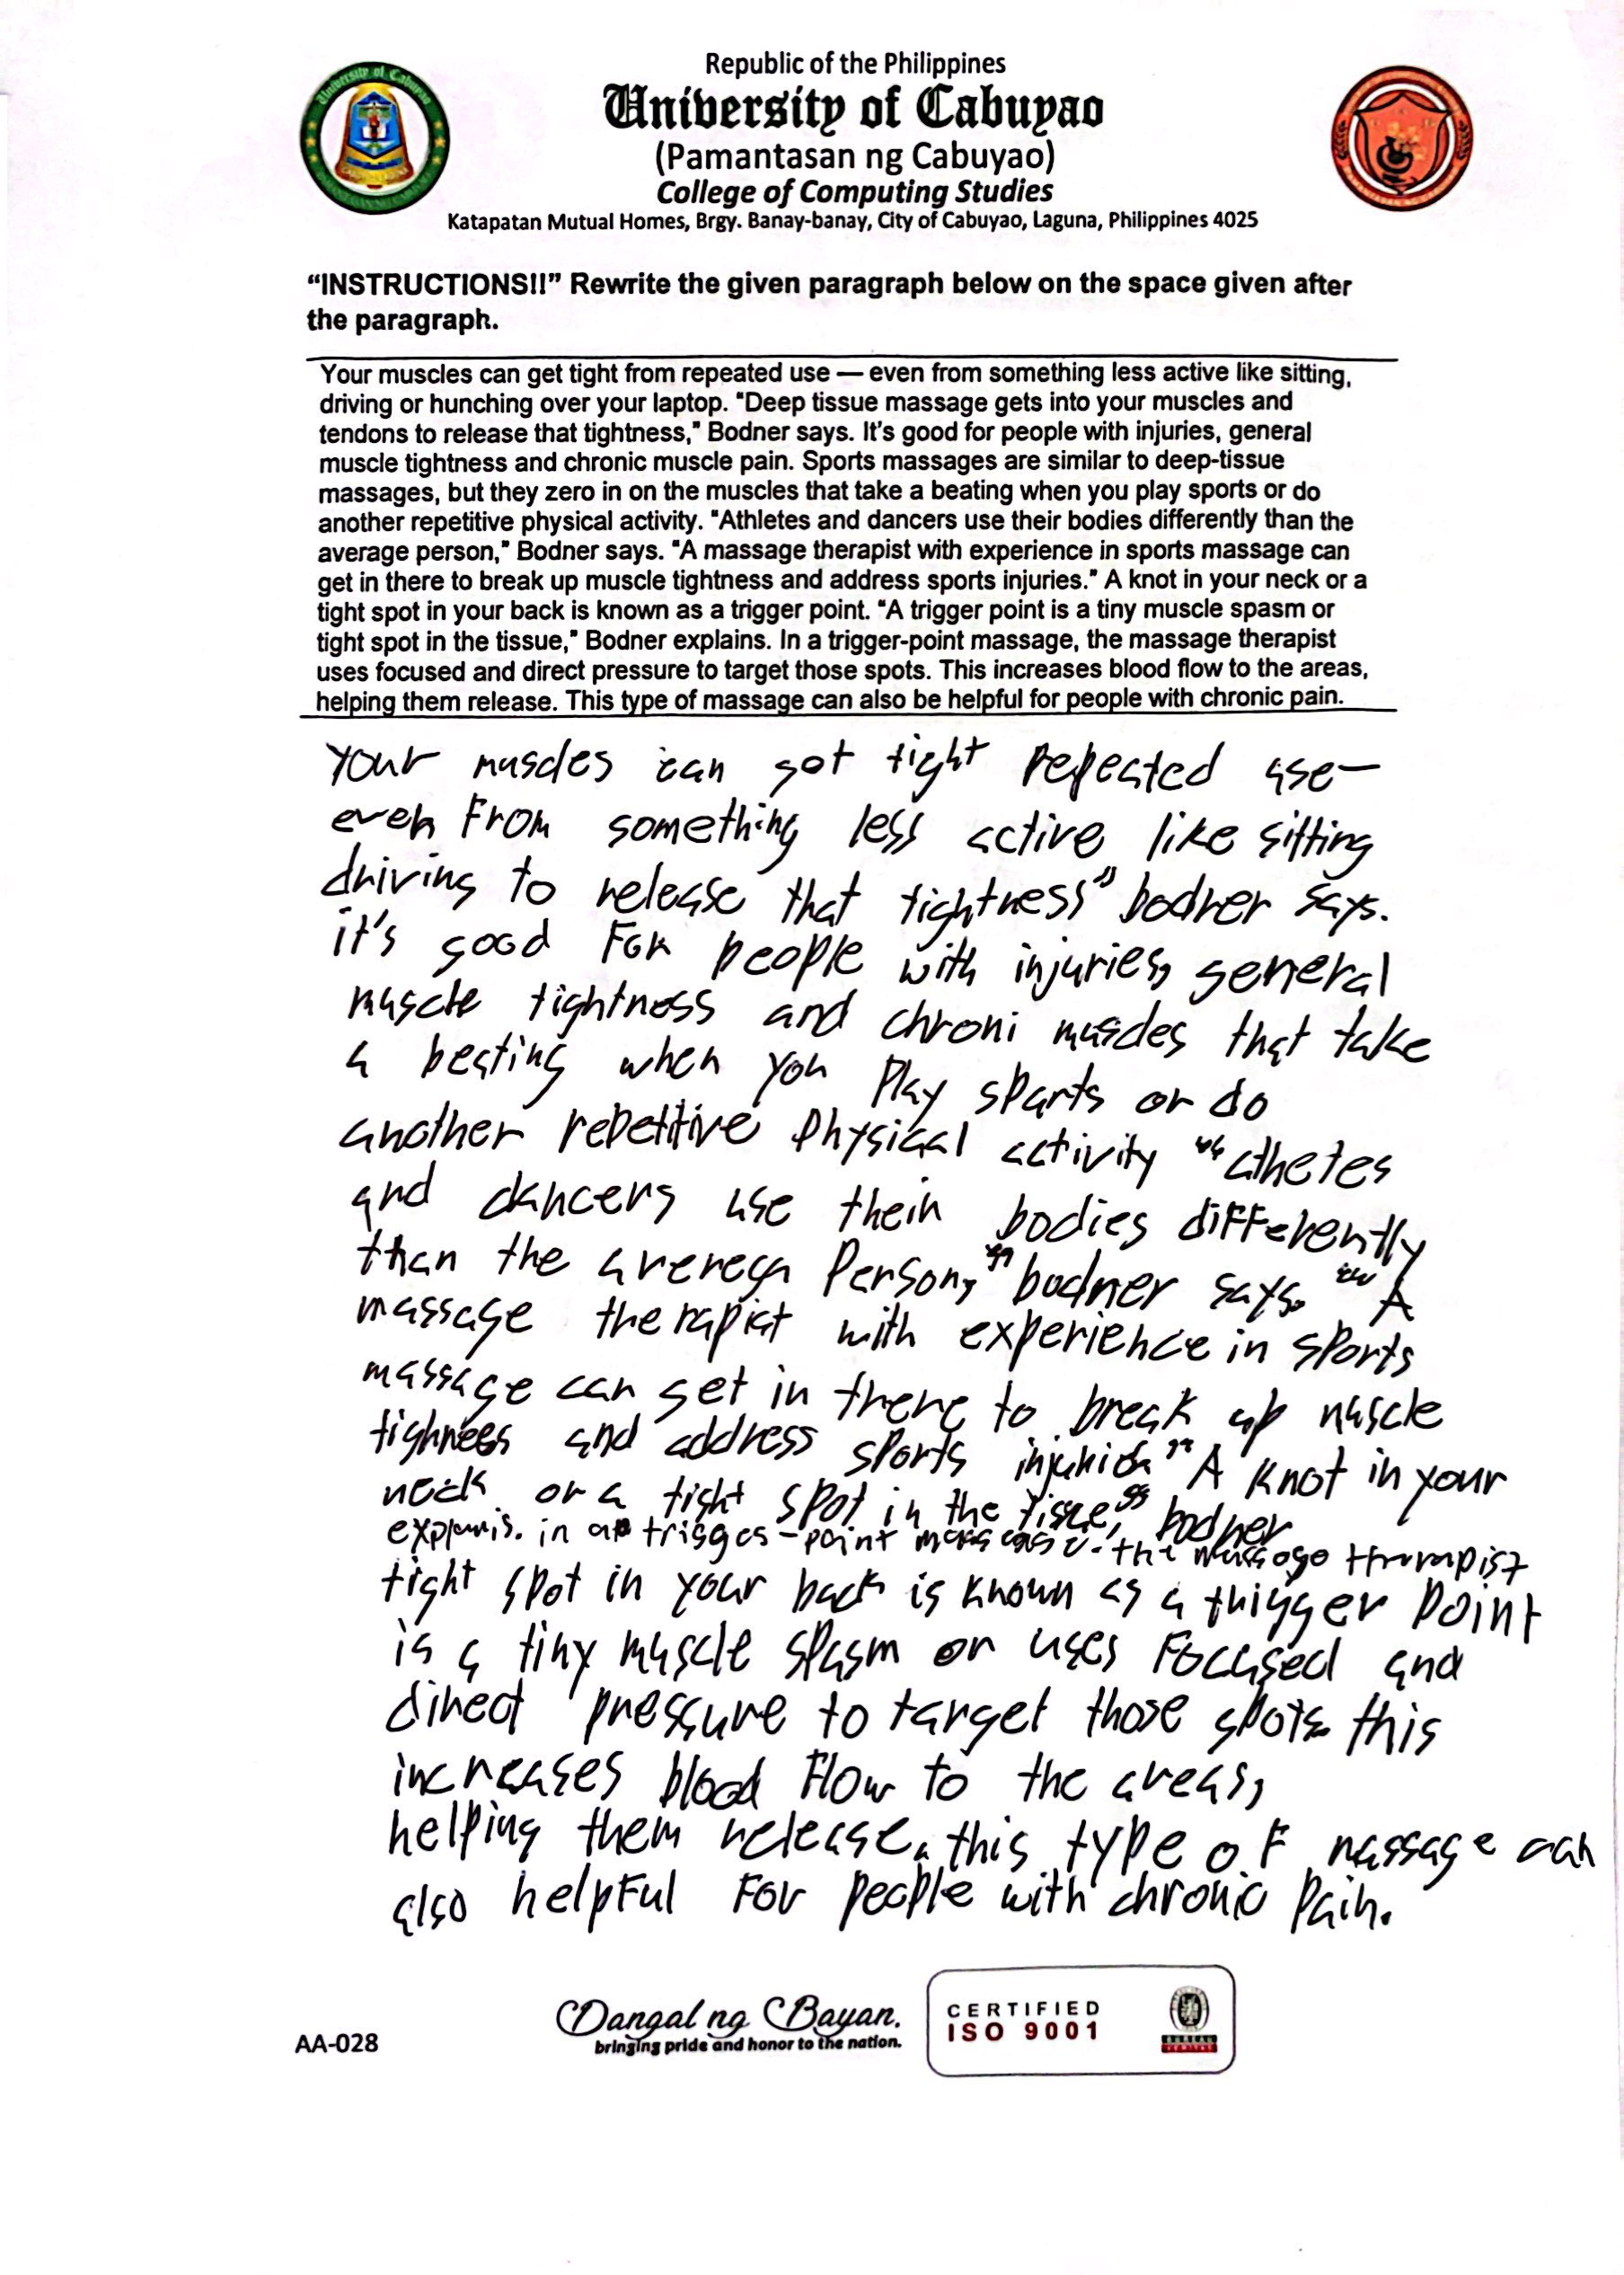 Republic of the Philippines
University of Cabuyao
(Pamantasan ng Cabuyao)
College of Computing Studies
Katapatan Mutual Homes, Brgy. Banay-banay, City of Cabuyao, Laguna, Philippines 4025
“INSTRUCTIONS!!” Rewrite the given paragraph below on the space given after
the paragraph.
Your muscles can get tight from repeated use — even from something less active like sitting,
driving or hunching over your laptop. "Deep tissue massage gets into your muscles and
tendons to release that tightness," Bodner says. It's good for people with injuries, general
muscle tightness and chronic muscle pain. Sports massages are similar to deep-tissue
massages, but they zero in on the muscles that take a beating when you play sports or do
another repetitive physical activity. "Athletes and dancers use their bodies differently than the
average person," Bodner says. "A massage therapist with experience in sports massage can
get in there to break up muscle tightness and address sports injuries." A knot in your neck or a
tight spot in your back is known as a trigger point. "A trigger point is a tiny muscle spasm or
tight spot in the tissue," Bodner explains. In a trigger-point massage, the massage therapist
uses focused and direct pressure to target those spots. This increases blood flow to the areas,
helping them release. This type of massage can also be helpful for people with chronic pain.
Your muscles can got tight repeated use—
even from something less active like sitting
driving to release that tightness" bodner says.
it's good for people with injuries, general
muscle tightness and chroni muscles that take
a beating when you play sparts or do
another repetitive physical activity "athetes
and dancers use their bodies differently
than the averega Person," bodner says. "A
massage therapist with experience in sports
massage can get in there to break up muscle
tighness and address sports " A knot in your
neck or a tight spot in the tissue," bodner
in a - point the therapist
tight spot in your back is known as a trigger point
is a tiny muscle spasm or uses focused and
direct pressure to target those spots. this
increases blood flow to the areas,
helping them release. this type of massage can
also helpful for people with chronic pain.
Dangal ng Bayan.
bringing pride and honor to the nation.
AA-028
CERTIFIED
ISO 9001
BUREAU VERITAS